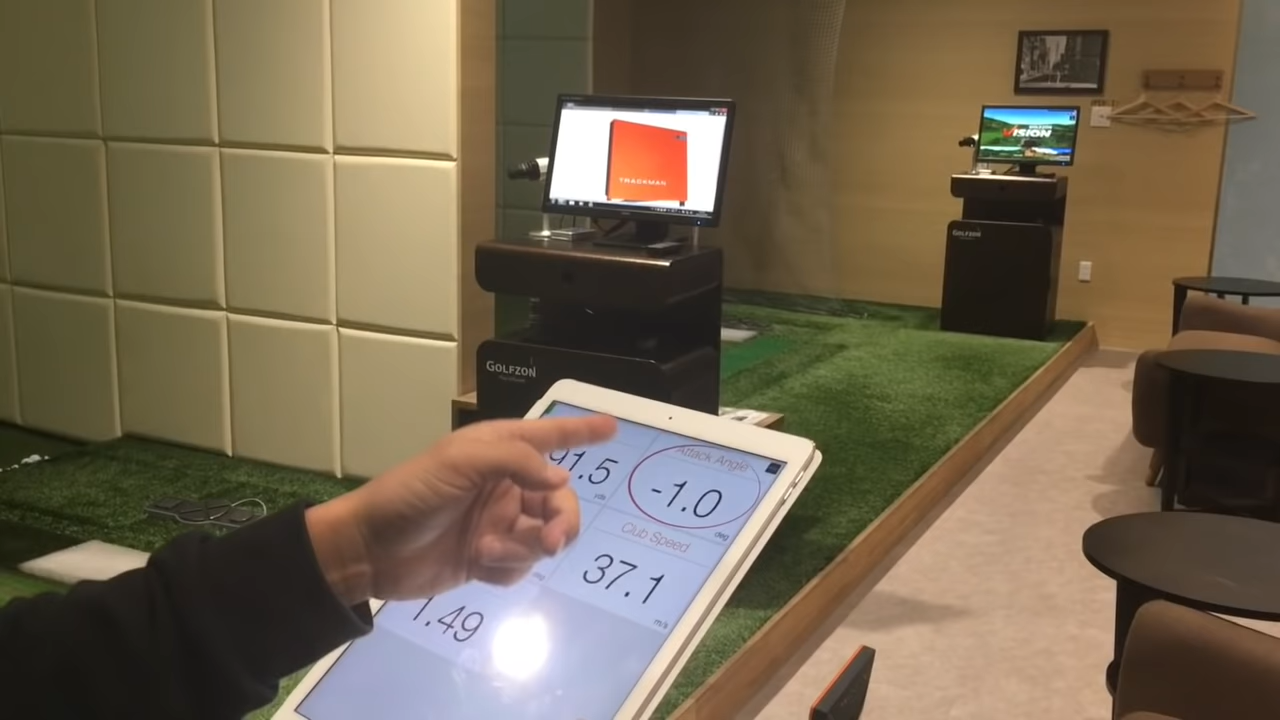 TRACKMAN
VISION
GOLFZON
GOLFZON
91.5
yds
Attack Angle
-1.0
deg
Club Speed
37.1
m/s
1.49